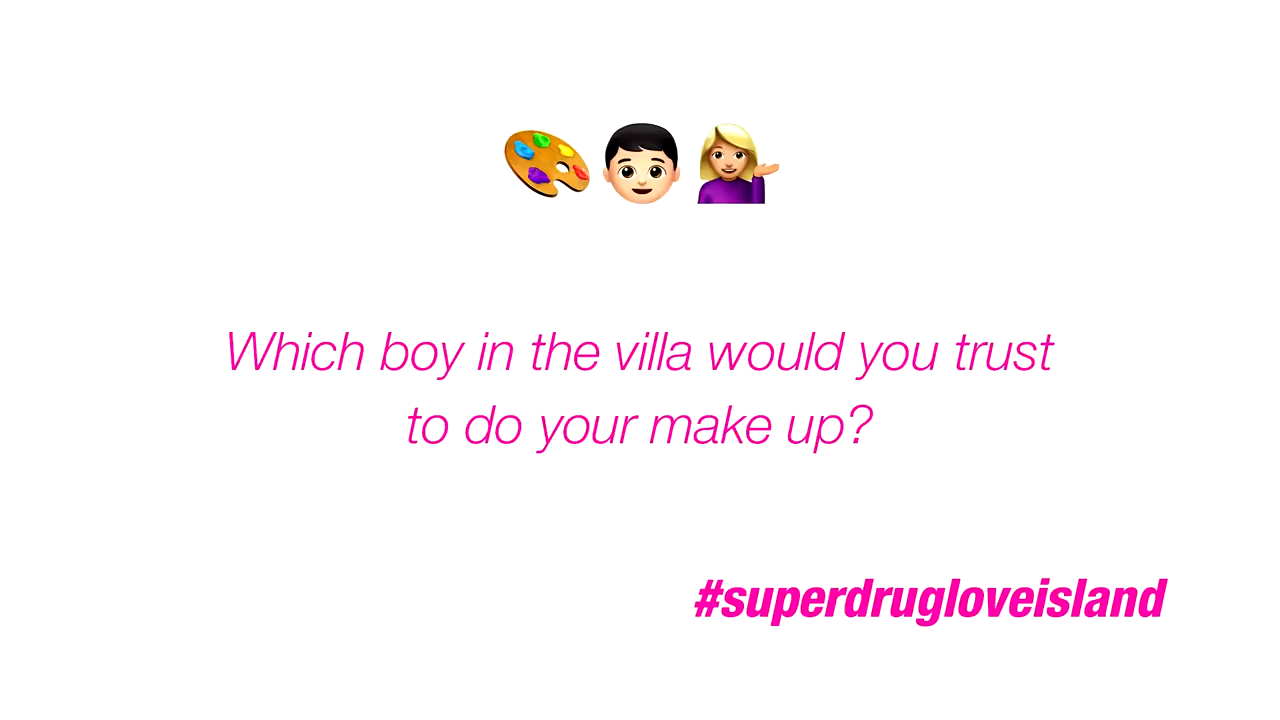 Which boy in the villa would you trust
to do your make up?
#superdrugloveisland